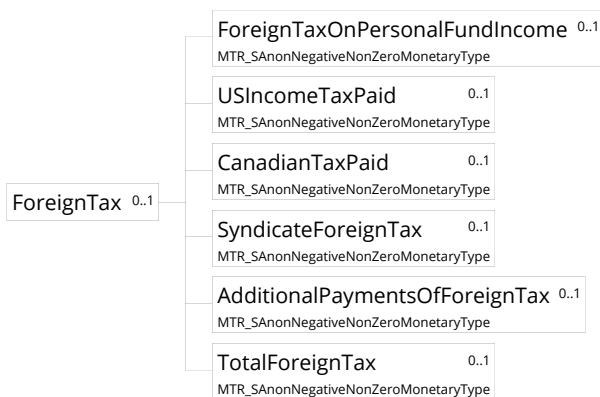 ForeignTaxOnPersonalFundIncome 0..1
MTR_SAnonNegativeNonZeroMonetaryType
USIncomeTaxPaid 0..1
MTR_SAnonNegativeNonZeroMonetaryType
CanadianTaxPaid 0..1
MTR_SAnonNegativeNonZeroMonetaryType
ForeignTax 0..1
SyndicateForeignTax 0..1
MTR_SAnonNegativeNonZeroMonetaryType
AdditionalPaymentsOfForeignTax 0..1
MTR_SAnonNegativeNonZeroMonetaryType
TotalForeignTax 0..1
MTR_SAnonNegativeNonZeroMonetaryType